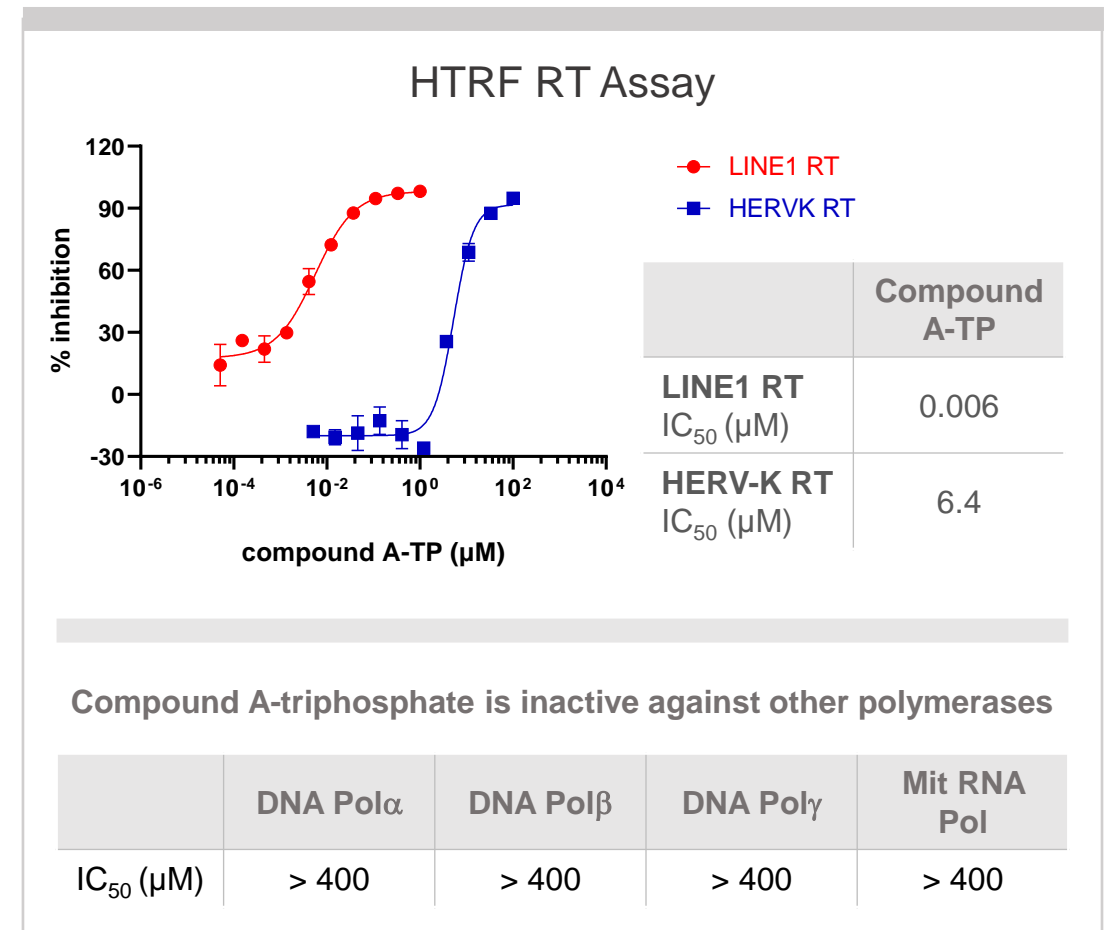 HTRF RT Assay
120
90
60
30
0
-30
% inhibition
10⁻⁶ 10⁻⁴ 10⁻² 10⁰ 10² 10⁴
compound A-TP (µM)
LINE1 RT
HERVK RT
Compound
A-TP
LINE1 RT
IC₅₀ (µM)
0.006
HERV-K RT
IC₅₀ (µM)
6.4
Compound A-triphosphate is inactive against other polymerases
DNA Polα DNA Polβ DNA Polγ Mit RNA
Pol
IC₅₀ (µM) > 400 > 400 > 400 > 400